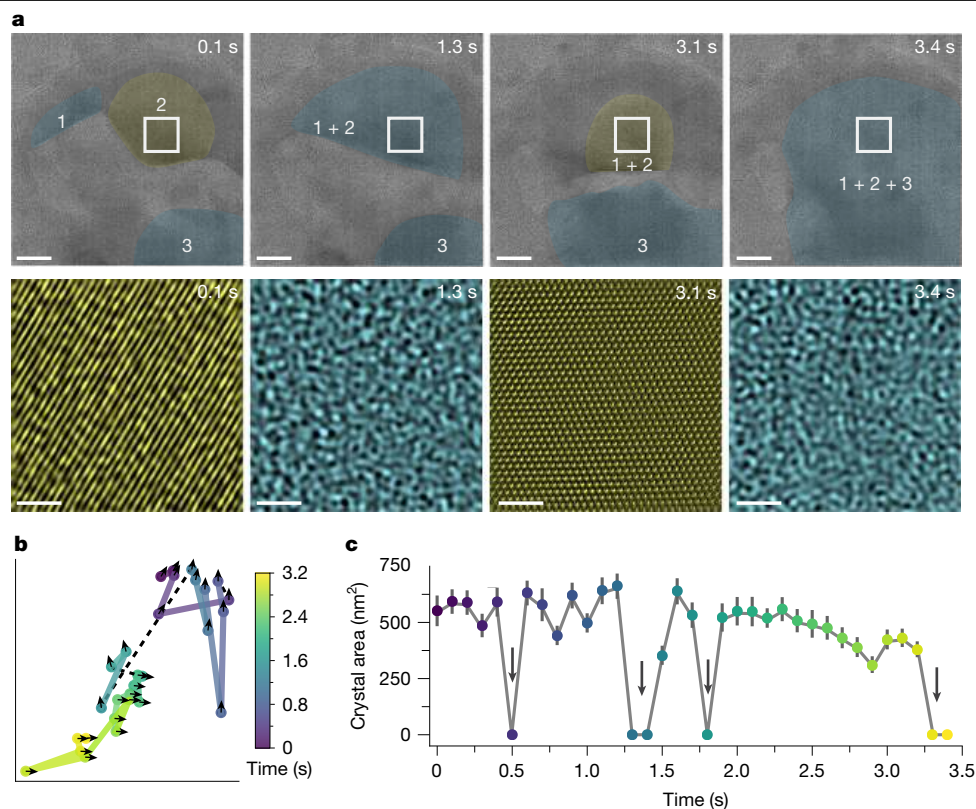 a
0.1 s
1.3 s
3.1 s
3.4 s
1
2
3
1 + 2
3
1 + 2
3
1 + 2 + 3
0.1 s
1.3 s
3.1 s
3.4 s
b
3.2
2.4
1.6
0.8
0
Time (s)
c
Crystal area (nm²)
750
500
250
0
0
0.5
1.0
1.5
2.0
2.5
3.0
3.5
Time (s)